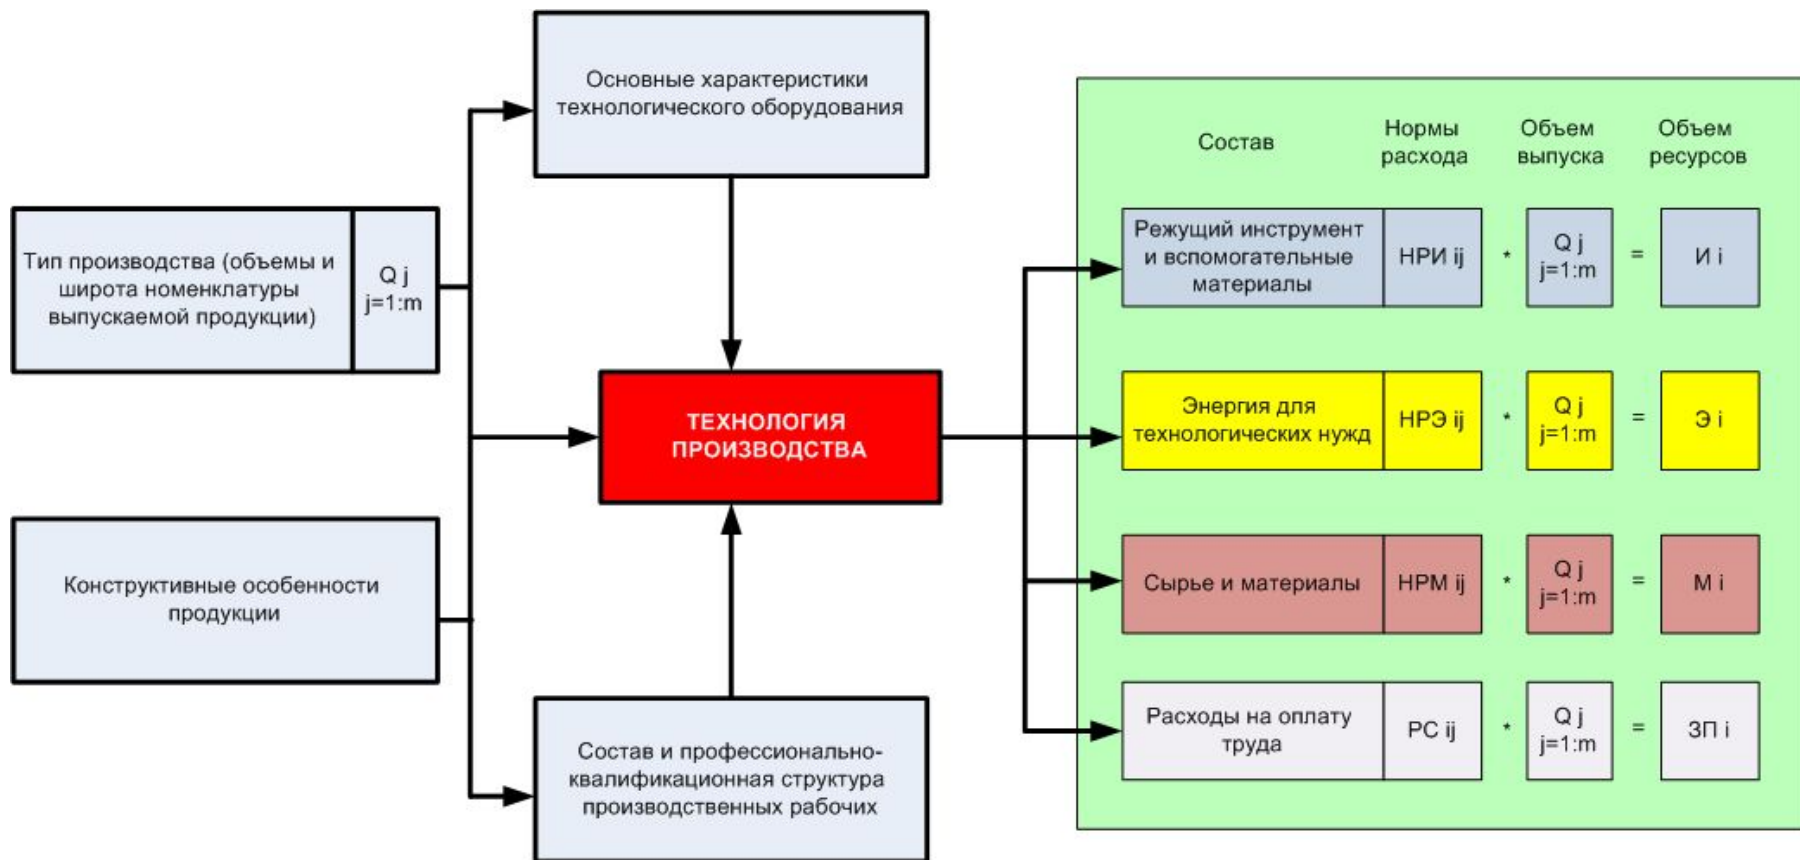 Основные характеристики
технологического оборудования
Тип производства (объемы и
широта номенклатуры
выпускаемой продукции)
Q j
j=1:m
ТЕХНОЛОГИЯ
ПРОИЗВОДСТВА
Конструктивные особенности
продукции
Состав и профессионально-
квалификационная структура
производственных рабочих
Состав
Нормы
расхода
Объем
выпуска
Объем
ресурсов
Режущий инструмент
и вспомогательные
материалы
НРИ ij
*
Q j
j=1:m
=
И i
Энергия для
технологических нужд
НРЭ ij
*
Q j
j=1:m
=
Э i
Сырье и материалы
НРМ ij
*
Q j
j=1:m
=
М i
Расходы на оплату
труда
РС ij
*
Q j
j=1:m
=
ЗП i